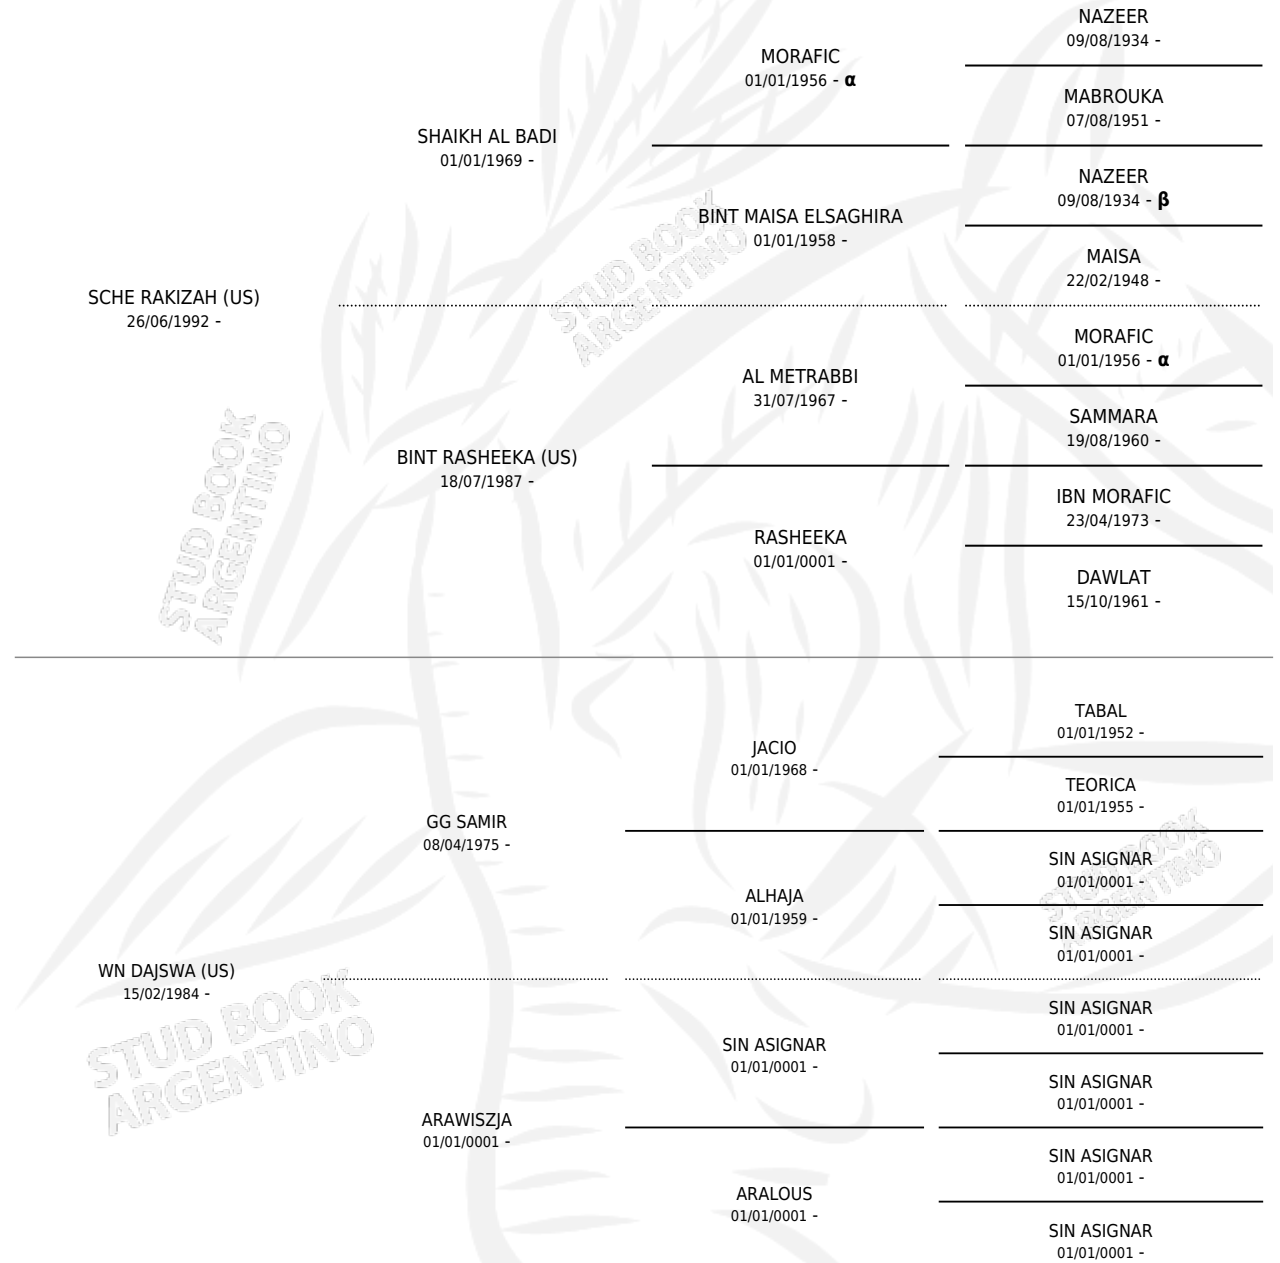 NAZEER
09/08/1934 -
MORAFIC
01/01/1956 - α
MABROUKA
07/08/1951 -
SHAIKH AL BADI
01/01/1969 -
NAZEER
09/08/1934 - β
BINT MAISA ELSAGHIRA
01/01/1958 -
MAISA
22/02/1948 -
SCHE RAKIZAH (US)
26/06/1992 -
MORAFIC
01/01/1956 - α
AL METRABBI
31/07/1967 -
SAMMARA
19/08/1960 -
BINT RASHEEKA (US)
18/07/1987 -
IBN MORAFIC
23/04/1973 -
RASHEEKA
01/01/0001 -
DAWLAT
15/10/1961 -
STUD BOOK
ARGENTINO
STUD BOOK
ARGENTINO
TABAL
01/01/1952 -
JACIO
01/01/1968 -
TEORICA
01/01/1955 -
GG SAMIR
08/04/1975 -
SIN ASIGNAR
01/01/0001 -
ALHAJA
01/01/1959 -
SIN ASIGNAR
01/01/0001 -
STUD BOOK
ARGENTINO
WN DAJSWA (US)
15/02/1984 -
SIN ASIGNAR
01/01/0001 -
SIN ASIGNAR
01/01/0001 -
SIN ASIGNAR
01/01/0001 -
ARAWISZJA
01/01/0001 -
SIN ASIGNAR
01/01/0001 -
ARALOUS
01/01/0001 -
SIN ASIGNAR
01/01/0001 -
STUD BOOK
ARGENTINO